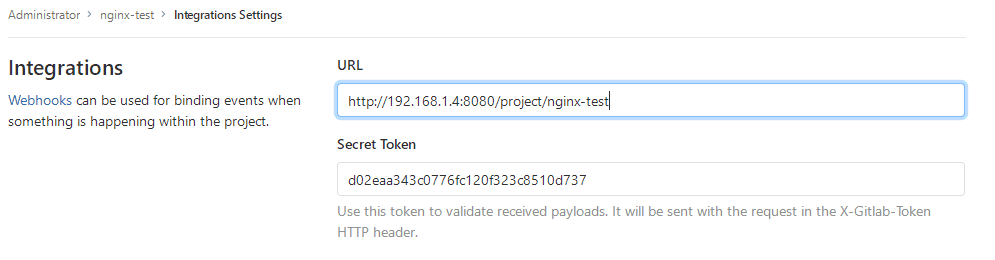 Administrator > nginx-test > Integrations Settings
Integrations
Webhooks can be used for binding events when
something is happening within the project.
URL
http://192.168.1.4:8080/project/nginx-test
Secret Token
d02eaa343c0776fc120f323c8510d737
Use this token to validate received payloads. It will be sent with the request in the X-Gitlab-Token
HTTP header.